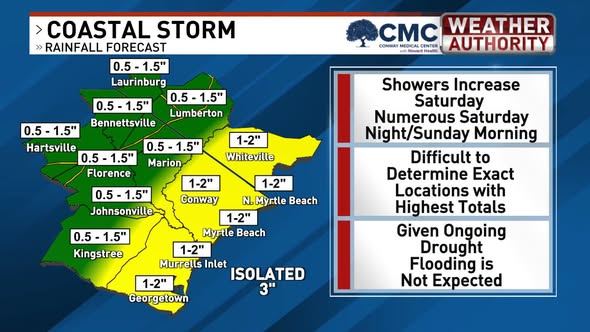 > COASTAL STORM
>> RAINFALL FORECAST
CMC
CONWAY MEDICAL CENTER
with Novant Health
WEATHER
AUTHORITY
0.5 - 1.5"
Laurinburg
0.5 - 1.5"
Lumberton
0.5 - 1.5"
Bennettsville
0.5 - 1.5"
Hartsville
0.5 - 1.5"
Marion
1-2"
Whiteville
0.5 - 1.5"
Florence
1-2"
Conway
1-2"
N. Myrtle Beach
0.5 - 1.5"
Johnsonville
1-2"
Myrtle Beach
0.5 - 1.5"
Kingstree
1-2"
Murrells Inlet
1-2"
Georgetown
ISOLATED
3"
Showers Increase
Saturday
Numerous Saturday
Night/Sunday Morning
Difficult to
Determine Exact
Locations with
Highest Totals
Given Ongoing
Drought
Flooding is
Not Expected